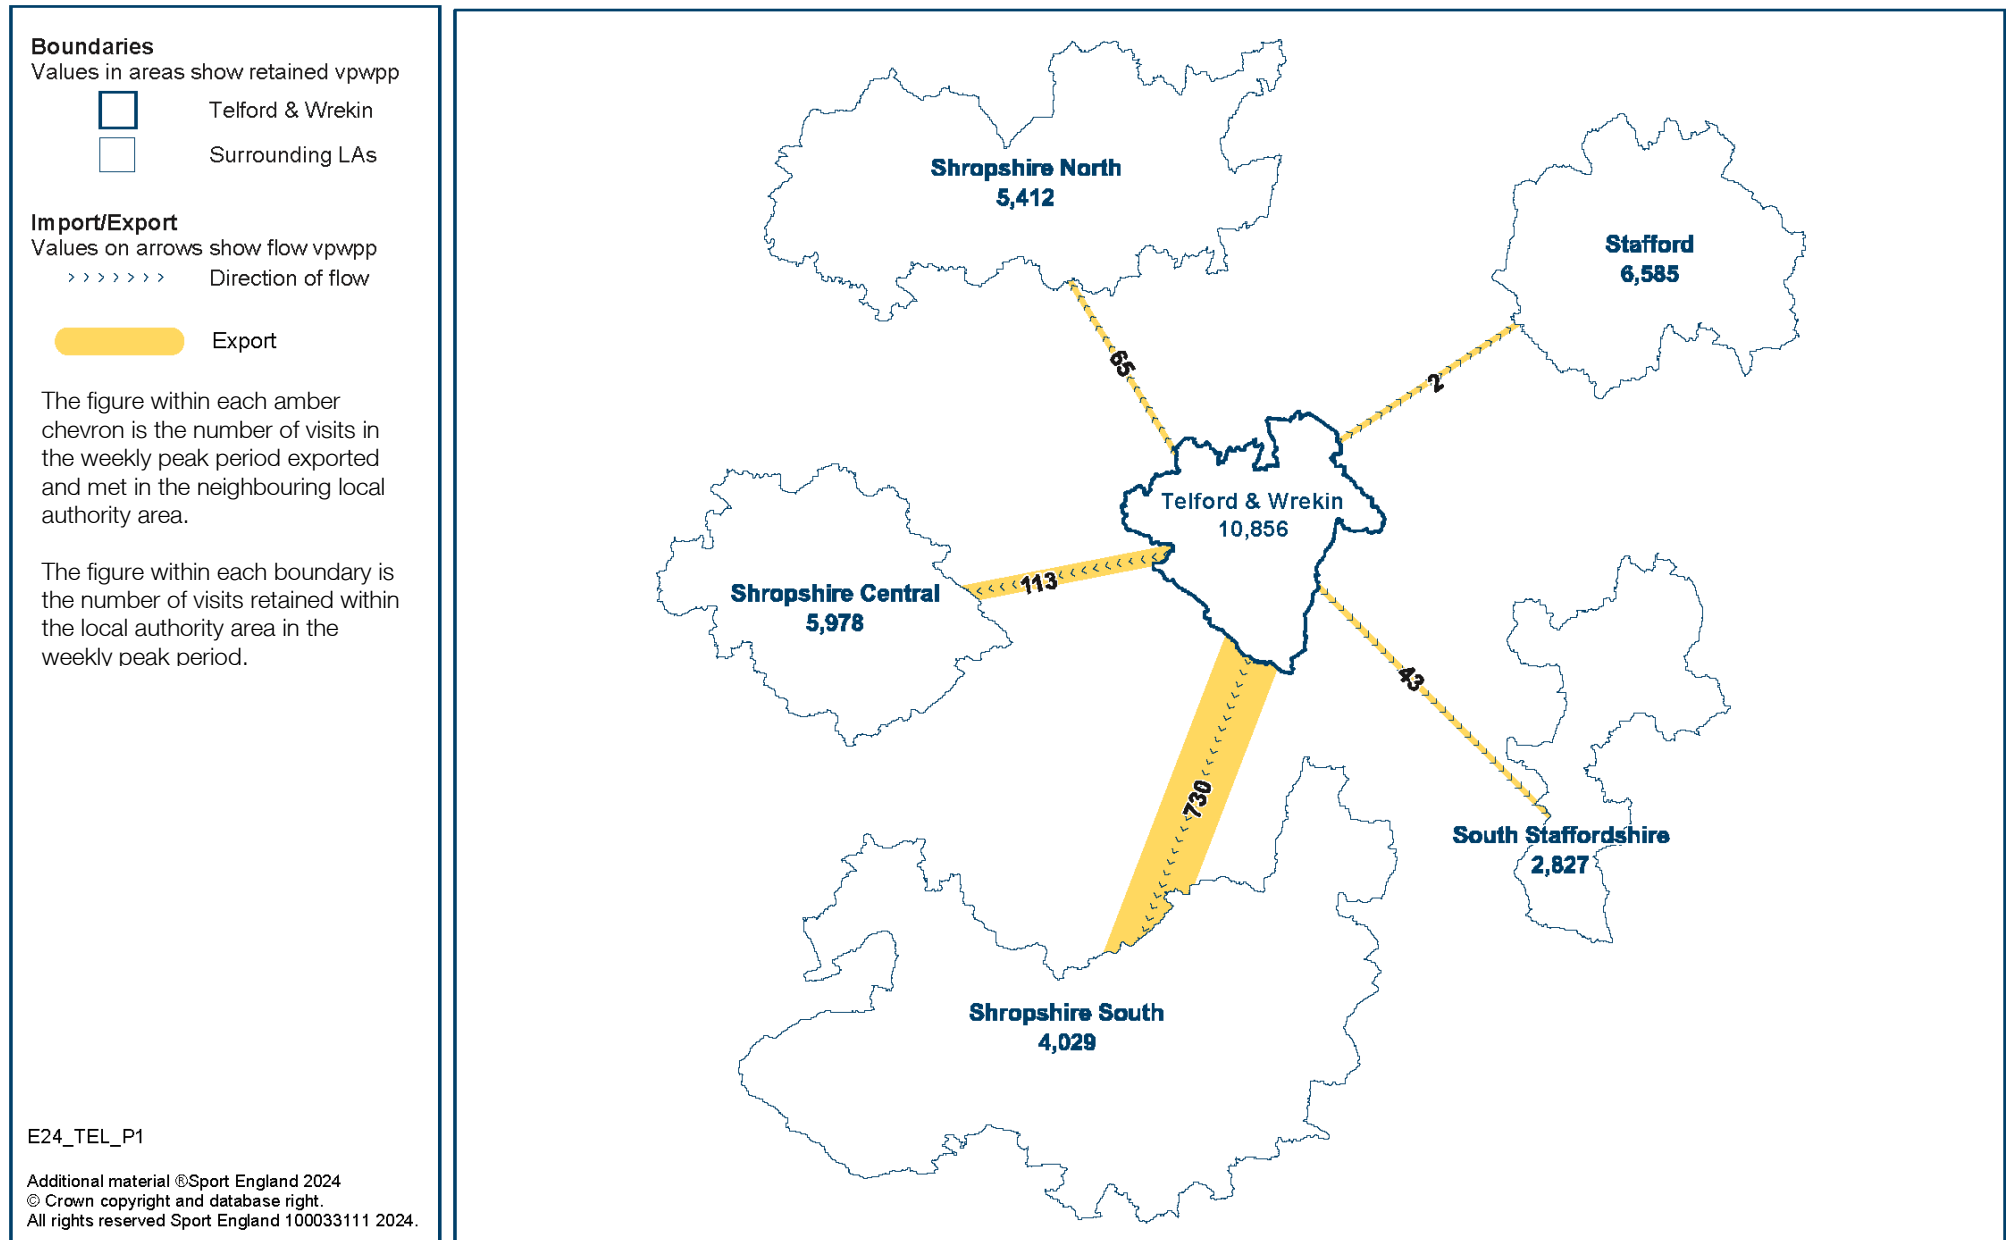 Boundaries
Values in areas show retained vpwpp
Telford & Wrekin
Surrounding LAs
Import/Export
Values on arrows show flow vpwpp
Direction of flow
Export
The figure within each amber
chevron is the number of visits in
the weekly peak period exported
and met in the neighbouring local
authority area.
The figure within each boundary is
the number of visits retained within
the local authority area in the
weekly peak period.
E24_TEL_P1
Additional material ®Sport England 2024
© Crown copyright and database right.
All rights reserved Sport England 100033111 2024.
Shropshire North
5,412
Stafford
6,585
65
2
Telford & Wrekin
10,856
Shropshire Central
5,978
113
43
730
South Staffordshire
2,827
Shropshire South
4,029